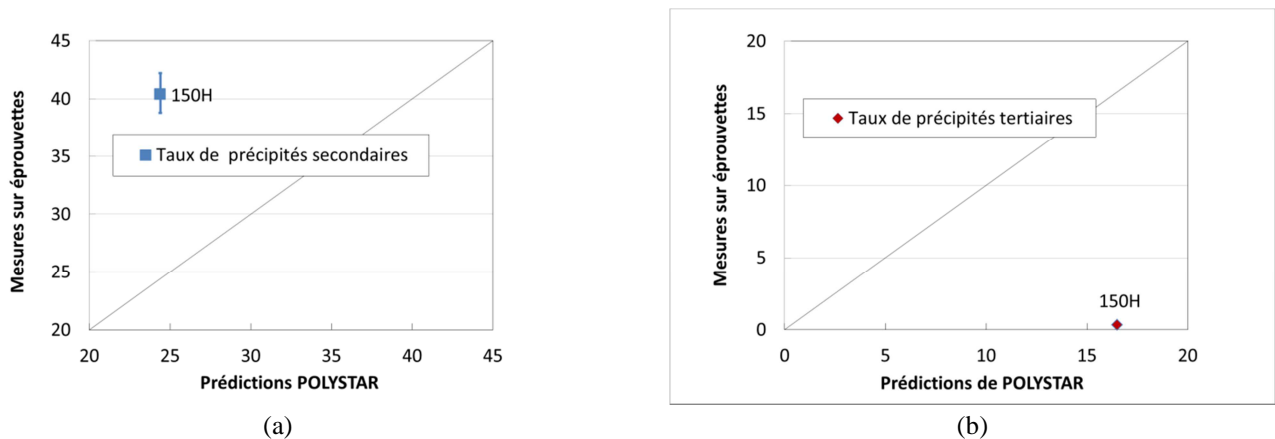 45
40
35
30
25
20
Mesures sur éprouvettes
150H
Taux de précipités secondaires
20 25 30 35 40 45
Prédictions POLYSTAR
(a)
20
15
10
5
0
Mesures sur éprouvettes
Taux de précipités tertiaires
150H
0 5 10 15 20
Prédictions de POLYSTAR
(b)